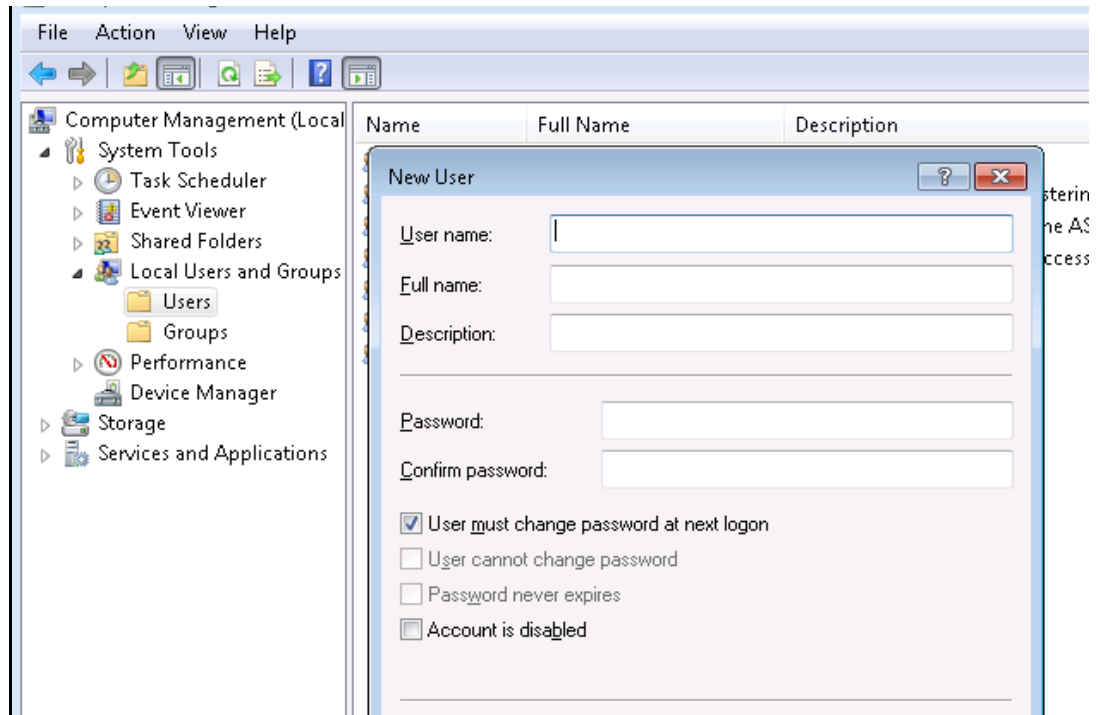 File Action View Help
Computer Management (Local
System Tools
Task Scheduler
Event Viewer
Shared Folders
Local Users and Groups
Users
Groups
Performance
Device Manager
Storage
Services and Applications
Name Full Name Description
New User
User name:
Full name:
Description:
Password:
Confirm password:
User must change password at next logon
User cannot change password
Password never expires
Account is disabled